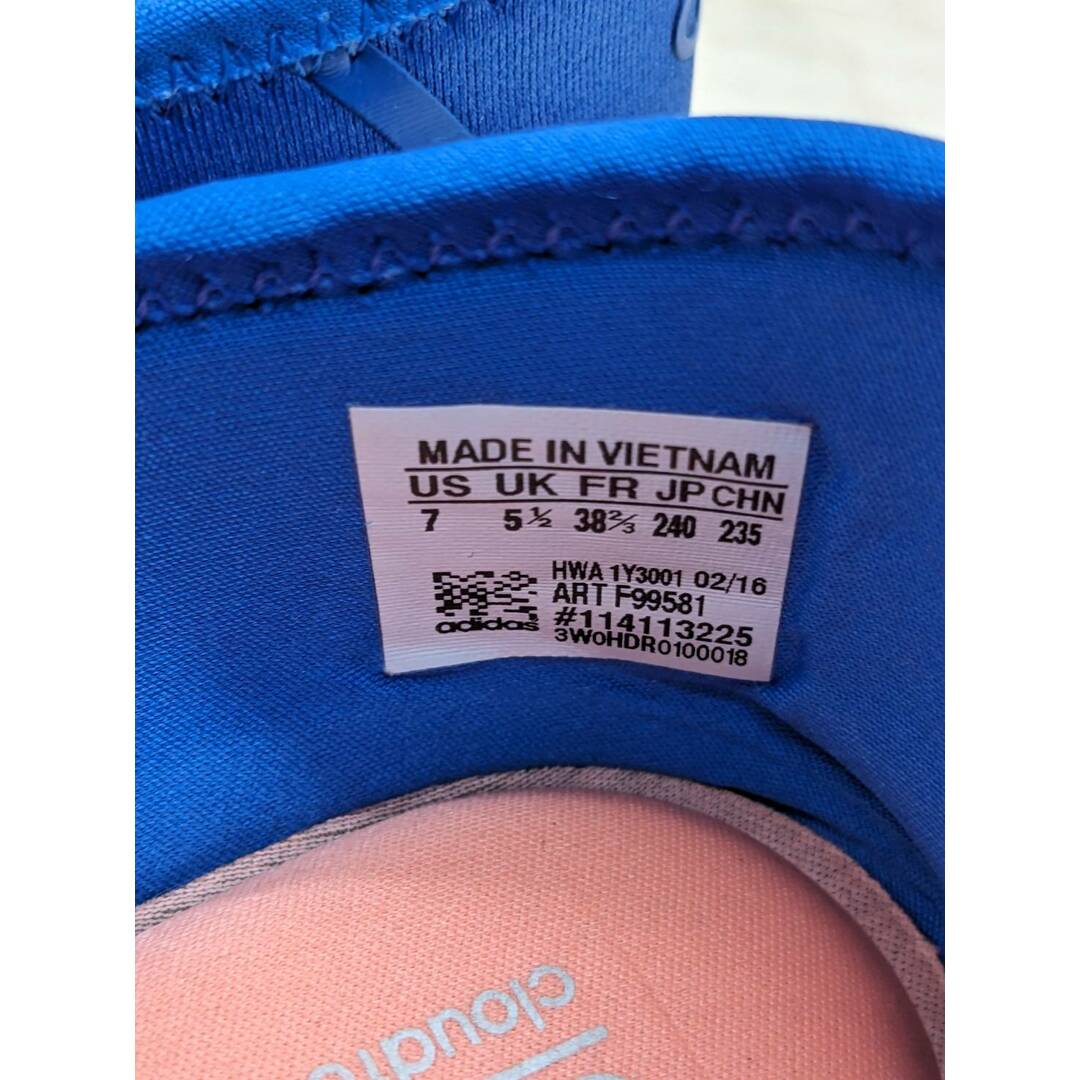 MADE IN VIETNAM
US UK FR JP CHN
7 5½ 38⅔ 240 235
HWA 1Y3001 02/16
ART F99581
adidas #114113225
3W0HDR0100018